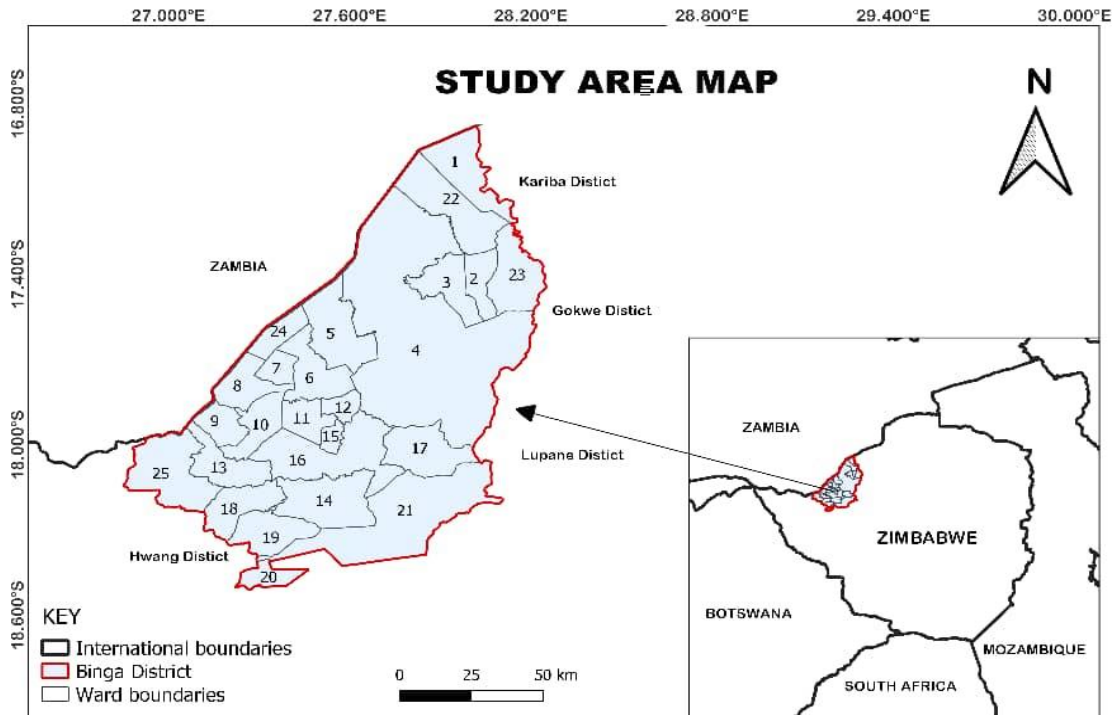 27.000°E 27.600°E 28.200°E 28.800°E 29.400°E 30.000°E
STUDY AREA MAP
N
16.800°S
17.400°S
18.000°S
18.600°S
1
Kariba Distict
22
ZAMBIA
3 2 23
Gokwe Distict
24 5
4
7
8 6
12
9 10 11
15
17
Lupane Distict
25 13 16
14
18 21
19
Hwang Distict
20
ZAMBIA
ZIMBABWE
BOTSWANA
MOZAMBIQUE
SOUTH AFRICA
KEY
International boundaries
Binga District
Ward boundaries
0 25 50 km